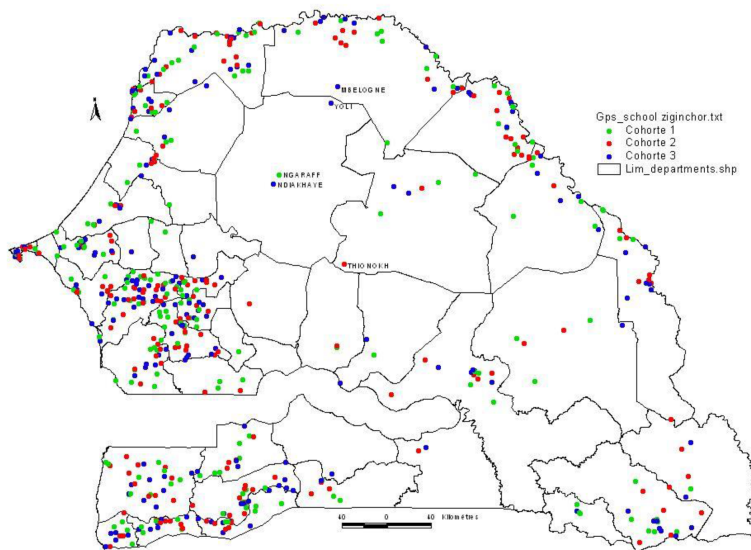 MBELOGNE
YOLI
Gps_school ziginchor.txt
Cohorte 1
Cohorte 2
Cohorte 3
Lim_departments.shp
NGARAFF
NDIAKHAYE
THIONOKH
40 0 40 Kilometres